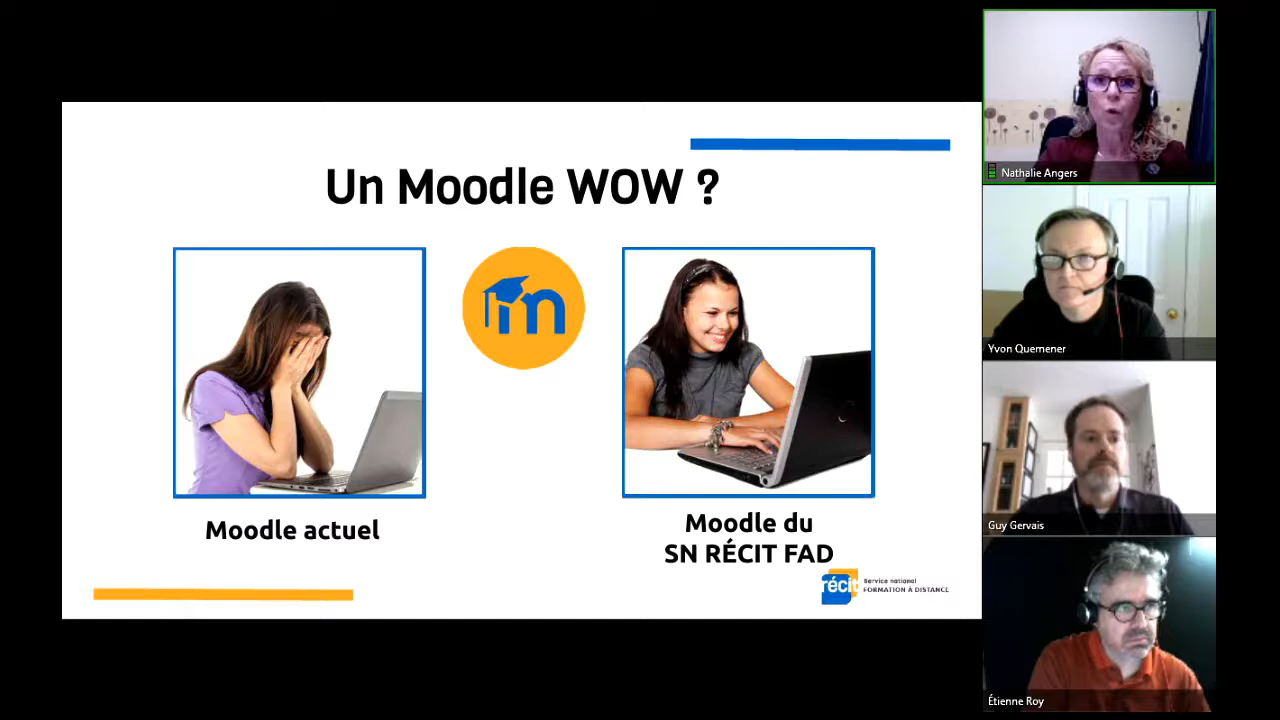 Un Moodle WOW ?
m
Moodle actuel
Moodle du
SN RÉCIT FAD
récit
Service national
FORMATION À DISTANCE
Nathalie Angers
Yvon Quemener
Guy Gervais
Étienne Roy